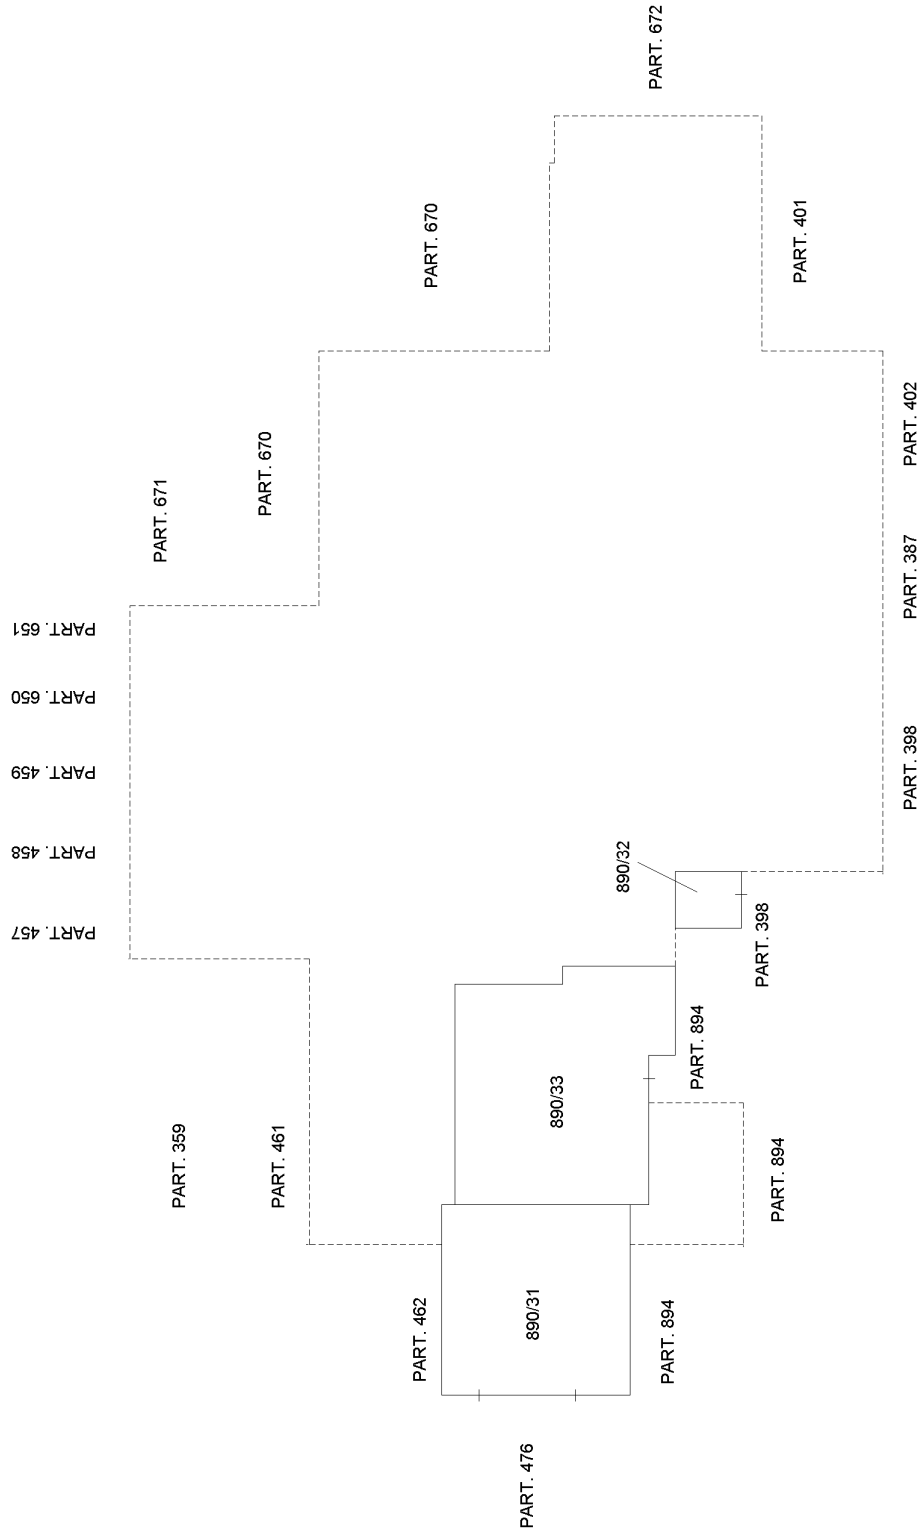 PART. 672
PART. 670
PART. 401
PART. 670
PART. 402
PART. 671
PART. 387
PART. 651
PART. 650
PART. 459
PART. 458
PART. 457
PART. 398
890/32
PART. 398
PART. 894
890/33
PART. 359
PART. 461
PART. 894
PART. 462
890/31
PART. 894
PART. 476